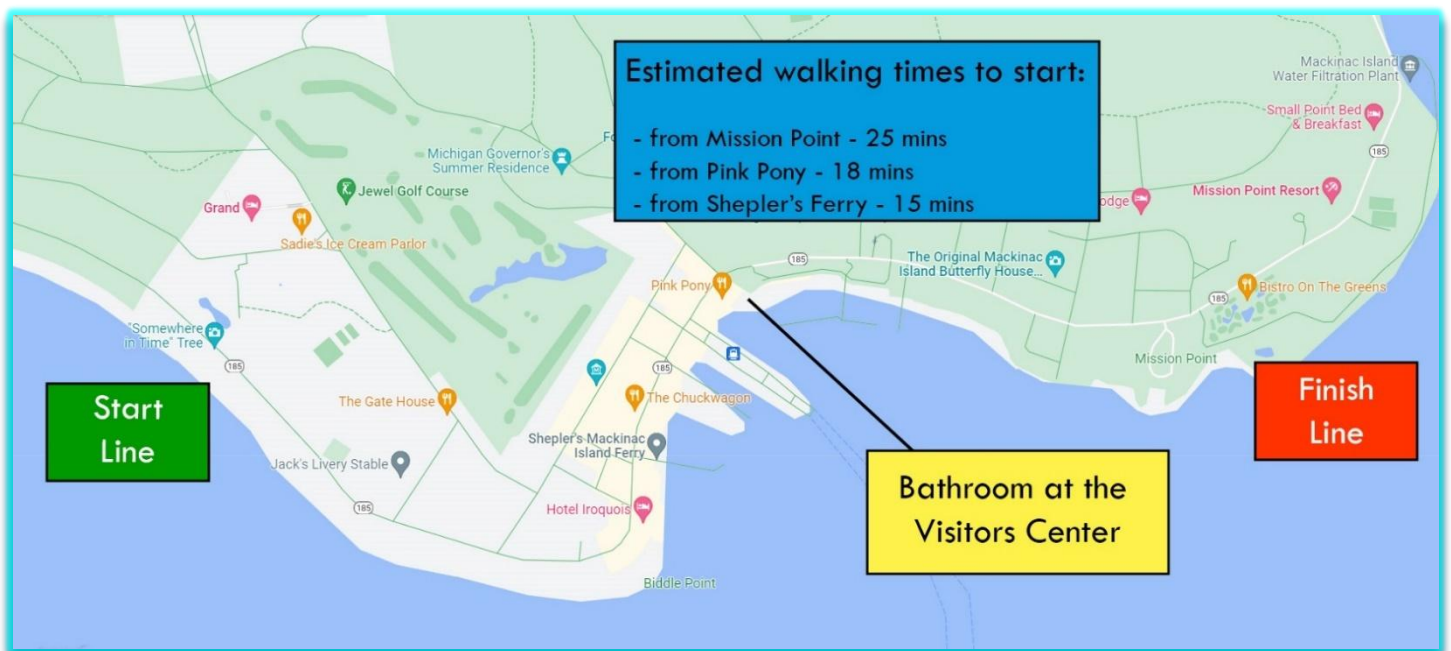 Estimated walking times to start:
- from Mission Point - 25 mins
- from Pink Pony - 18 mins
- from Shepler's Ferry - 15 mins
Mackinac Island
Water Filtration Plant
Small Point Bed
& Breakfast
185
Michigan Governor's
Summer Residence
Fo
Jewel Golf Course
Grand
Sadie's Ice Cream Parlor
odge
Mission Point Resort
The Original Mackinac
Island Butterfly House...
185
Pink Pony
185
Bistro On The Greens
"Somewhere
in Time" Tree
185
Mission Point
185
Start
Line
The Gate House
The Chuckwagon
Finish
Line
Shepler's Mackinac
Island Ferry
Jack's Livery Stable
185
Hotel Iroquois
Bathroom at the
Visitors Center
Biddle Point